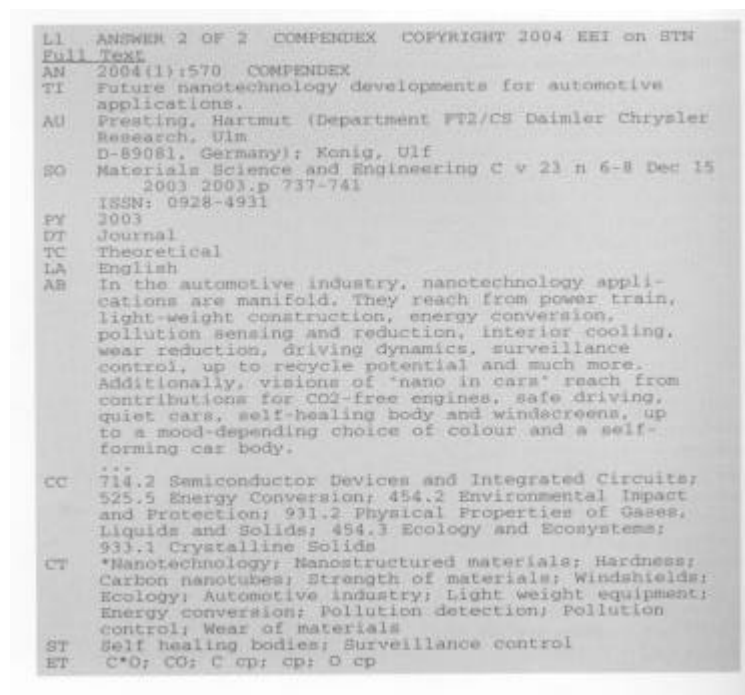 L1 ANSWER 2 OF 2 COMPENDEX COPYRIGHT 2004 EEI on STN
Full Text
AN 2004(1):570 COMPENDEX
TI Future nanotechnology developments for automotive
applications.
AU Presting, Hartmut (Department FT2/CS Daimler Chrysler
Research, Ulm
D-89081, Germany); Konig, Ulf
SO Materials Science and Engineering C v 23 n 6-8 Dec 15
2003 2003.p 737-741
ISSN: 0928-4931
PY 2003
DT Journal
TC Theoretical
LA English
AB In the automotive industry, nanotechnology appli-
cations are manifold. They reach from power train,
light-weight construction, energy conversion,
pollution sensing and reduction, interior cooling,
wear reduction, driving dynamics, surveillance
control, up to recycle potential and much more.
Additionally, visions of "nano in cars" reach from
contributions for CO2-free engines, safe driving,
quiet cars, self-healing body and windscreens, up
to a mood-depending choice of colour and a self-
forming car body.
...
CC 714.2 Semiconductor Devices and Integrated Circuits;
525.5 Energy Conversion; 454.2 Environmental Impact
and Protection; 931.2 Physical Properties of Gases,
Liquids and Solids; 454.3 Ecology and Ecosystems;
933.1 Crystalline Solids
CT *Nanotechnology; Nanostructured materials; Hardness;
Carbon nanotubes; Strength of materials; Windshields;
Ecology; Automotive industry; Light weight equipment;
Energy conversion; Pollution detection; Pollution
control; Wear of materials
ST Self healing bodies; Surveillance control
ET C*O; CO; C cp; cp; O cp